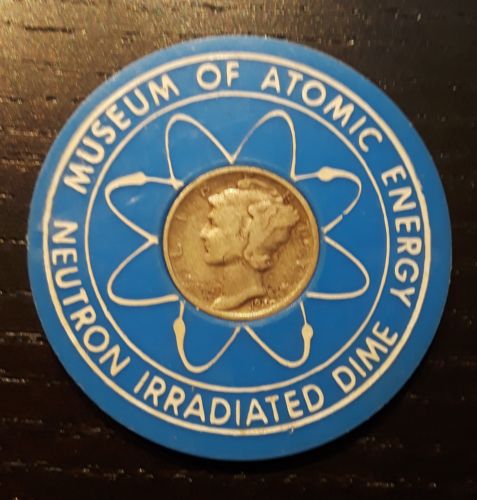 MUSEUM OF ATOMIC ENERGY
NEUTRON IRRADIATED DIME